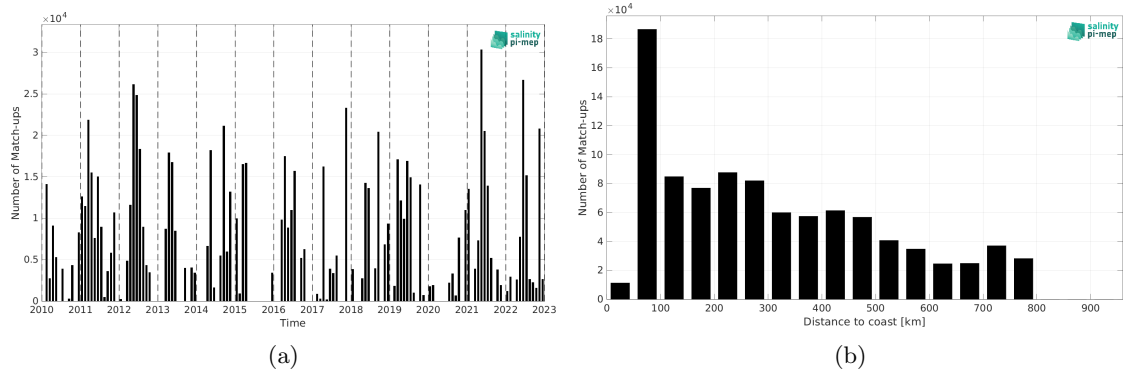 ×10⁴
3
2.5
2
1.5
1
0.5
0
Number of Match-ups
2010 2011 2012 2013 2014 2015 2016 2017 2018 2019 2020 2021 2022 2023
Time
salinity
pi-mep
(a)
×10⁴
18
16
14
12
10
8
6
4
2
0
Number of Match-ups
0 100 200 300 400 500 600 700 800 900
Distance to coast [km]
salinity
pi-mep
(b)